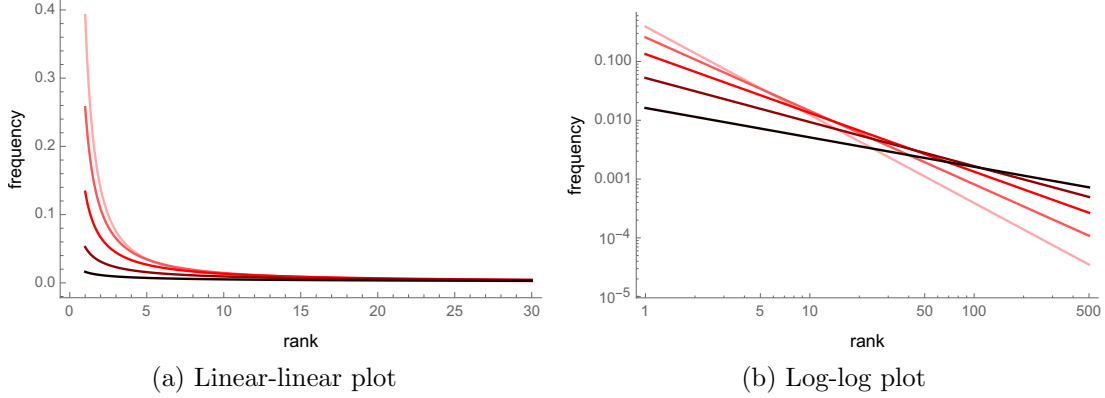 0.4
0.3
0.2
0.1
0.0
frequency
0 5 10 15 20 25 30
rank
(a) Linear-linear plot
0.100
0.010
0.001
10^-4
10^-5
frequency
1 5 10 50 100 500
rank
(b) Log-log plot